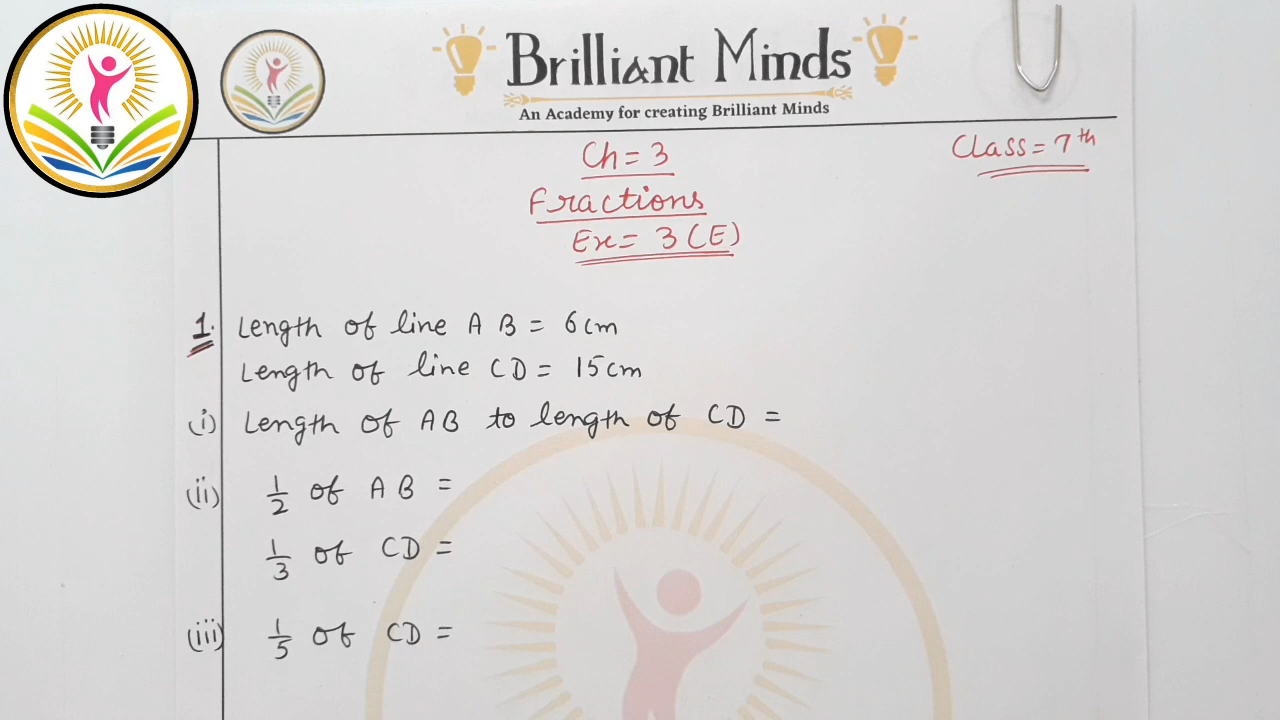 Brilliant Minds
An Academy for creating Brilliant Minds
Ch = 3
Class = 7th
Fractions
Ex = 3 (E)
1. Length of line AB = 6cm
Length of line CD = 15cm
(i) Length of AB to length of CD =
(ii) 1/2 of AB =
1/3 of CD =
(iii) 1/5 of CD =